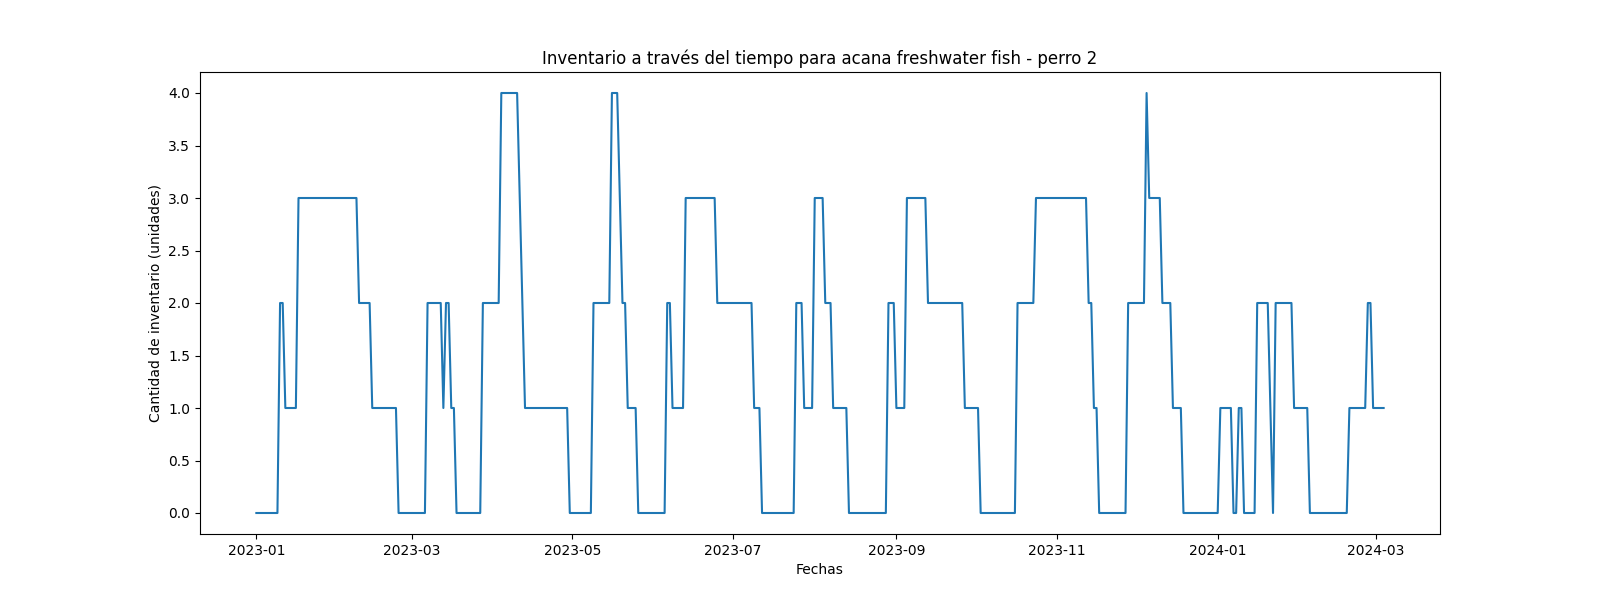 Inventario a través del tiempo para acana freshwater fish - perro 2
Cantidad de inventario (unidades)
4.0
3.5
3.0
2.5
2.0
1.5
1.0
0.5
0.0
2023-01 2023-03 2023-05 2023-07 2023-09 2023-11 2024-01 2024-03
Fechas